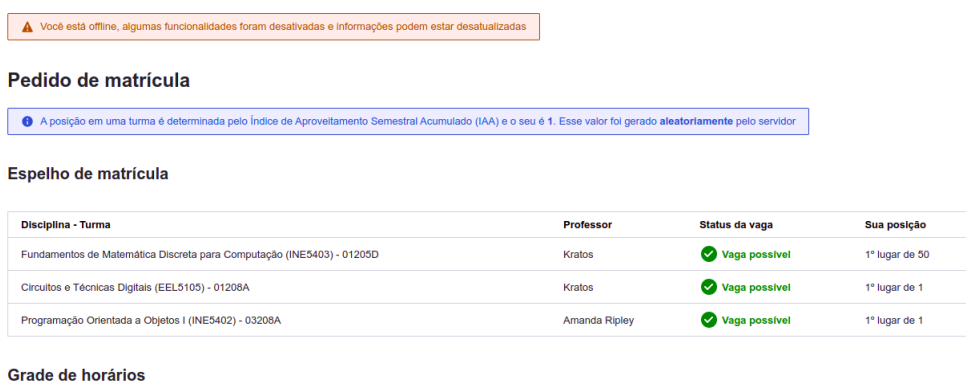 Você está offline, algumas funcionalidades foram desativadas e informações podem estar desatualizadas
Pedido de matrícula
A posição em uma turma é determinada pelo Índice de Aproveitamento Semestral Acumulado (IAA) e o seu é 1. Esse valor foi gerado aleatoriamente pelo servidor
Espelho de matrícula
Disciplina - Turma Professor Status da vaga Sua posição
Fundamentos de Matemática Discreta para Computação (INE5403) - 01205D Kratos Vaga possível 1º lugar de 50
Circuitos e Técnicas Digitais (EEL5105) - 01208A Kratos Vaga possível 1º lugar de 1
Programação Orientada a Objetos I (INE5402) - 03208A Amanda Ripley Vaga possível 1º lugar de 1
Grade de horários